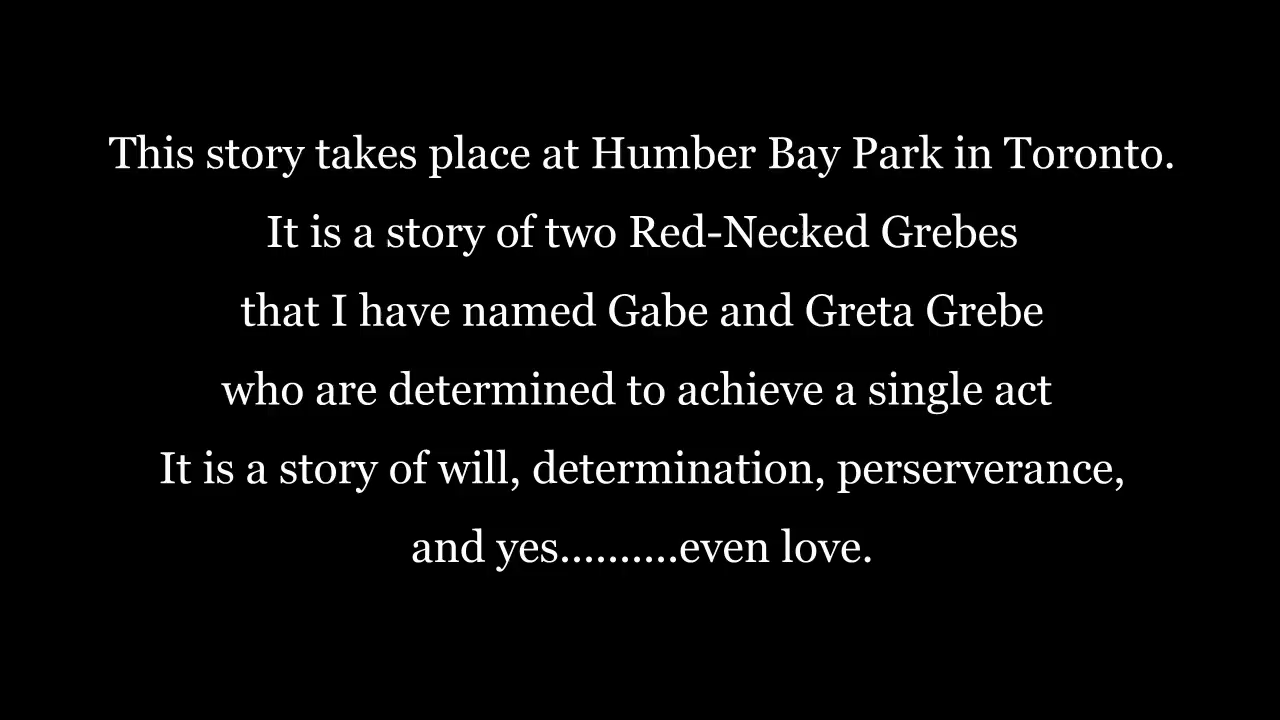 This story takes place at Humber Bay Park in Toronto.
It is a story of two Red-Necked Grebes
that I have named Gabe and Greta Grebe
who are determined to achieve a single act
It is a story of will, determination, perserverance,
and yes..........even love.